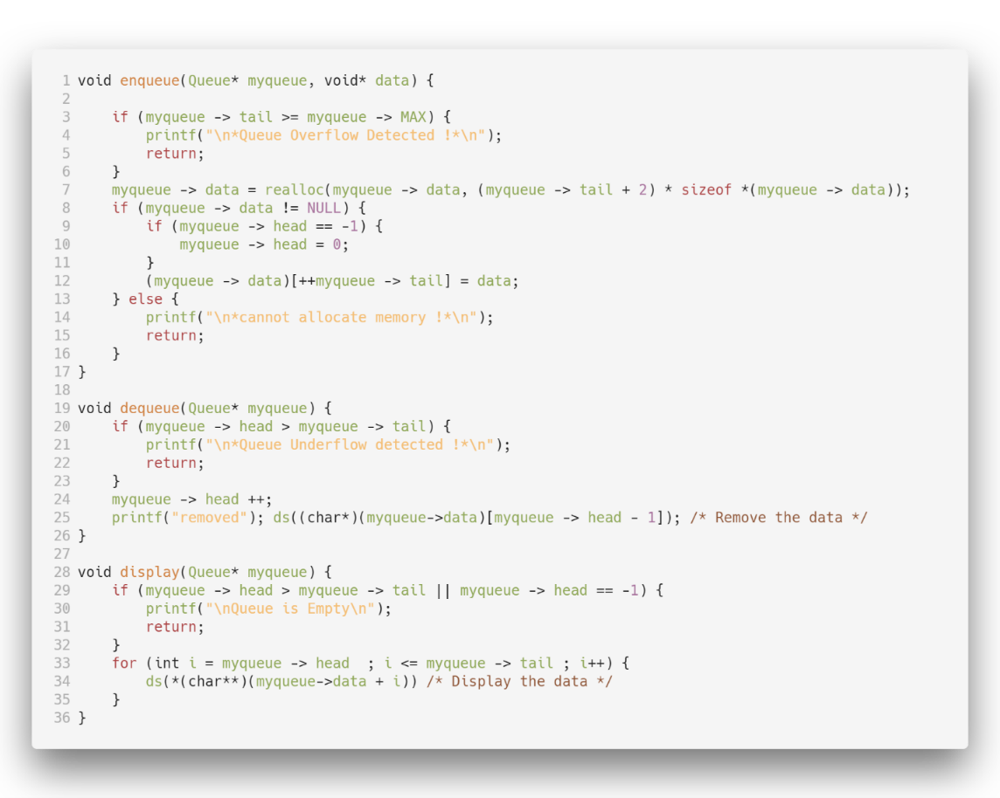 1 void enqueue(Queue* myqueue, void* data) {
2
3     if (myqueue -> tail >= myqueue -> MAX) {
4         printf("\n*Queue Overflow Detected !*\n");
5         return;
6     }
7     myqueue -> data = realloc(myqueue -> data, (myqueue -> tail + 2) * sizeof *(myqueue -> data));
8     if (myqueue -> data != NULL) {
9         if (myqueue -> head == -1) {
10             myqueue -> head = 0;
11         }
12         (myqueue -> data)[++myqueue -> tail] = data;
13     } else {
14         printf("\n*cannot allocate memory !*\n");
15         return;
16     }
17 }
18
19 void dequeue(Queue* myqueue) {
20     if (myqueue -> head > myqueue -> tail) {
21         printf("\n*Queue Underflow detected !*\n");
22         return;
23     }
24     myqueue -> head ++;
25     printf("removed"); ds((char*)(myqueue->data)[myqueue -> head - 1]); /* Remove the data */
26 }
27
28 void display(Queue* myqueue) {
29     if (myqueue -> head > myqueue -> tail || myqueue -> head == -1) {
30         printf("\nQueue is Empty\n");
31         return;
32     }
33     for (int i = myqueue -> head  ; i <= myqueue -> tail ; i++) {
34         ds(*(char**)(myqueue->data + i)) /* Display the data */
35     }
36 }